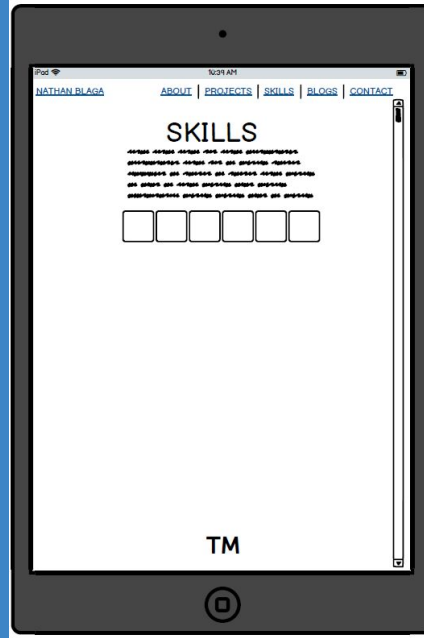 iPad 10:39 AM
NATHAN BLAGA ABOUT | PROJECTS | SKILLS | BLOGS | CONTACT
SKILLS
TM